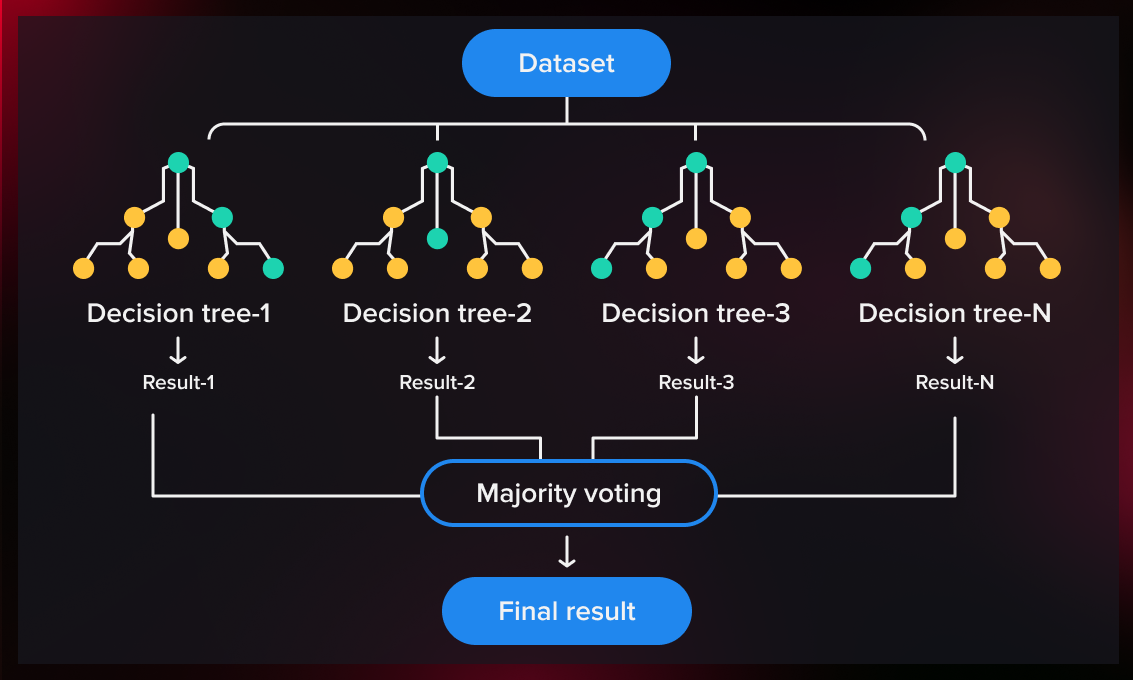 Dataset
Decision tree-1
Decision tree-2
Decision tree-3
Decision tree-N
Result-1
Result-2
Result-3
Result-N
Majority voting
Final result